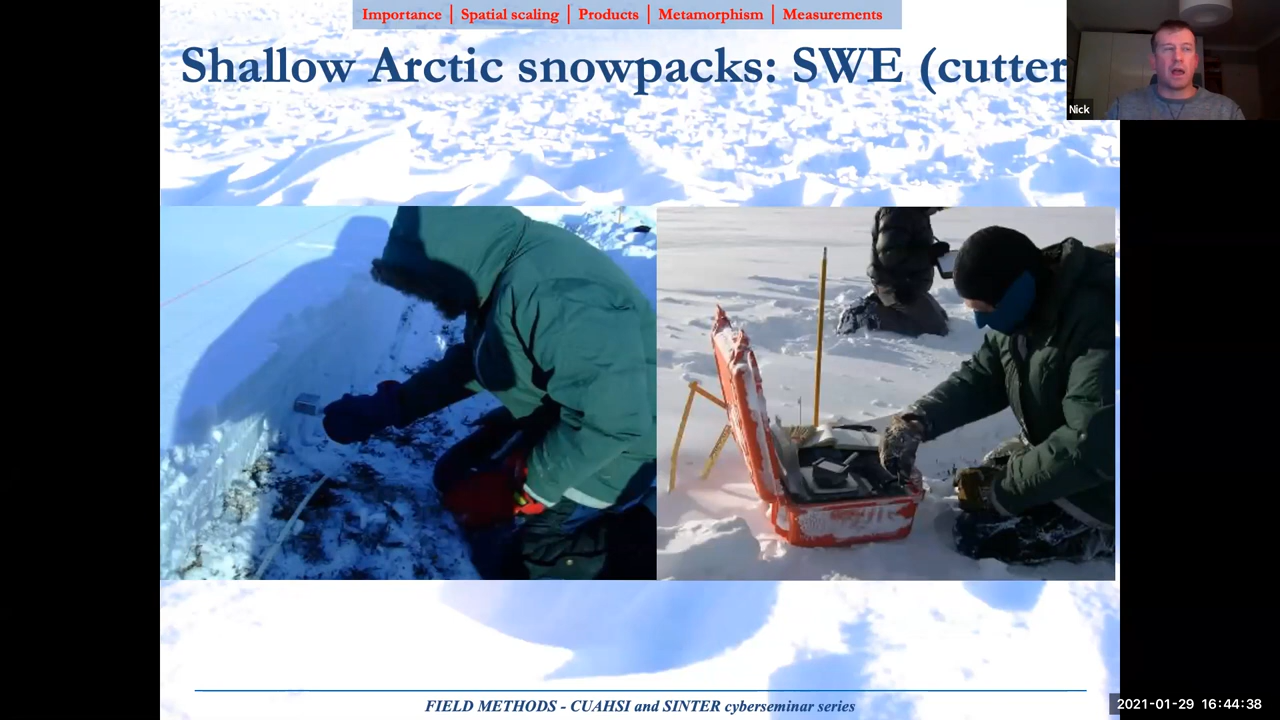 Importance | Spatial scaling | Products | Metamorphism | Measurements
Shallow Arctic snowpacks: SWE (cutter
Nick
FIELD METHODS - CUAHSI and SINTER cyberseminar series
2021-01-29 16:44:38